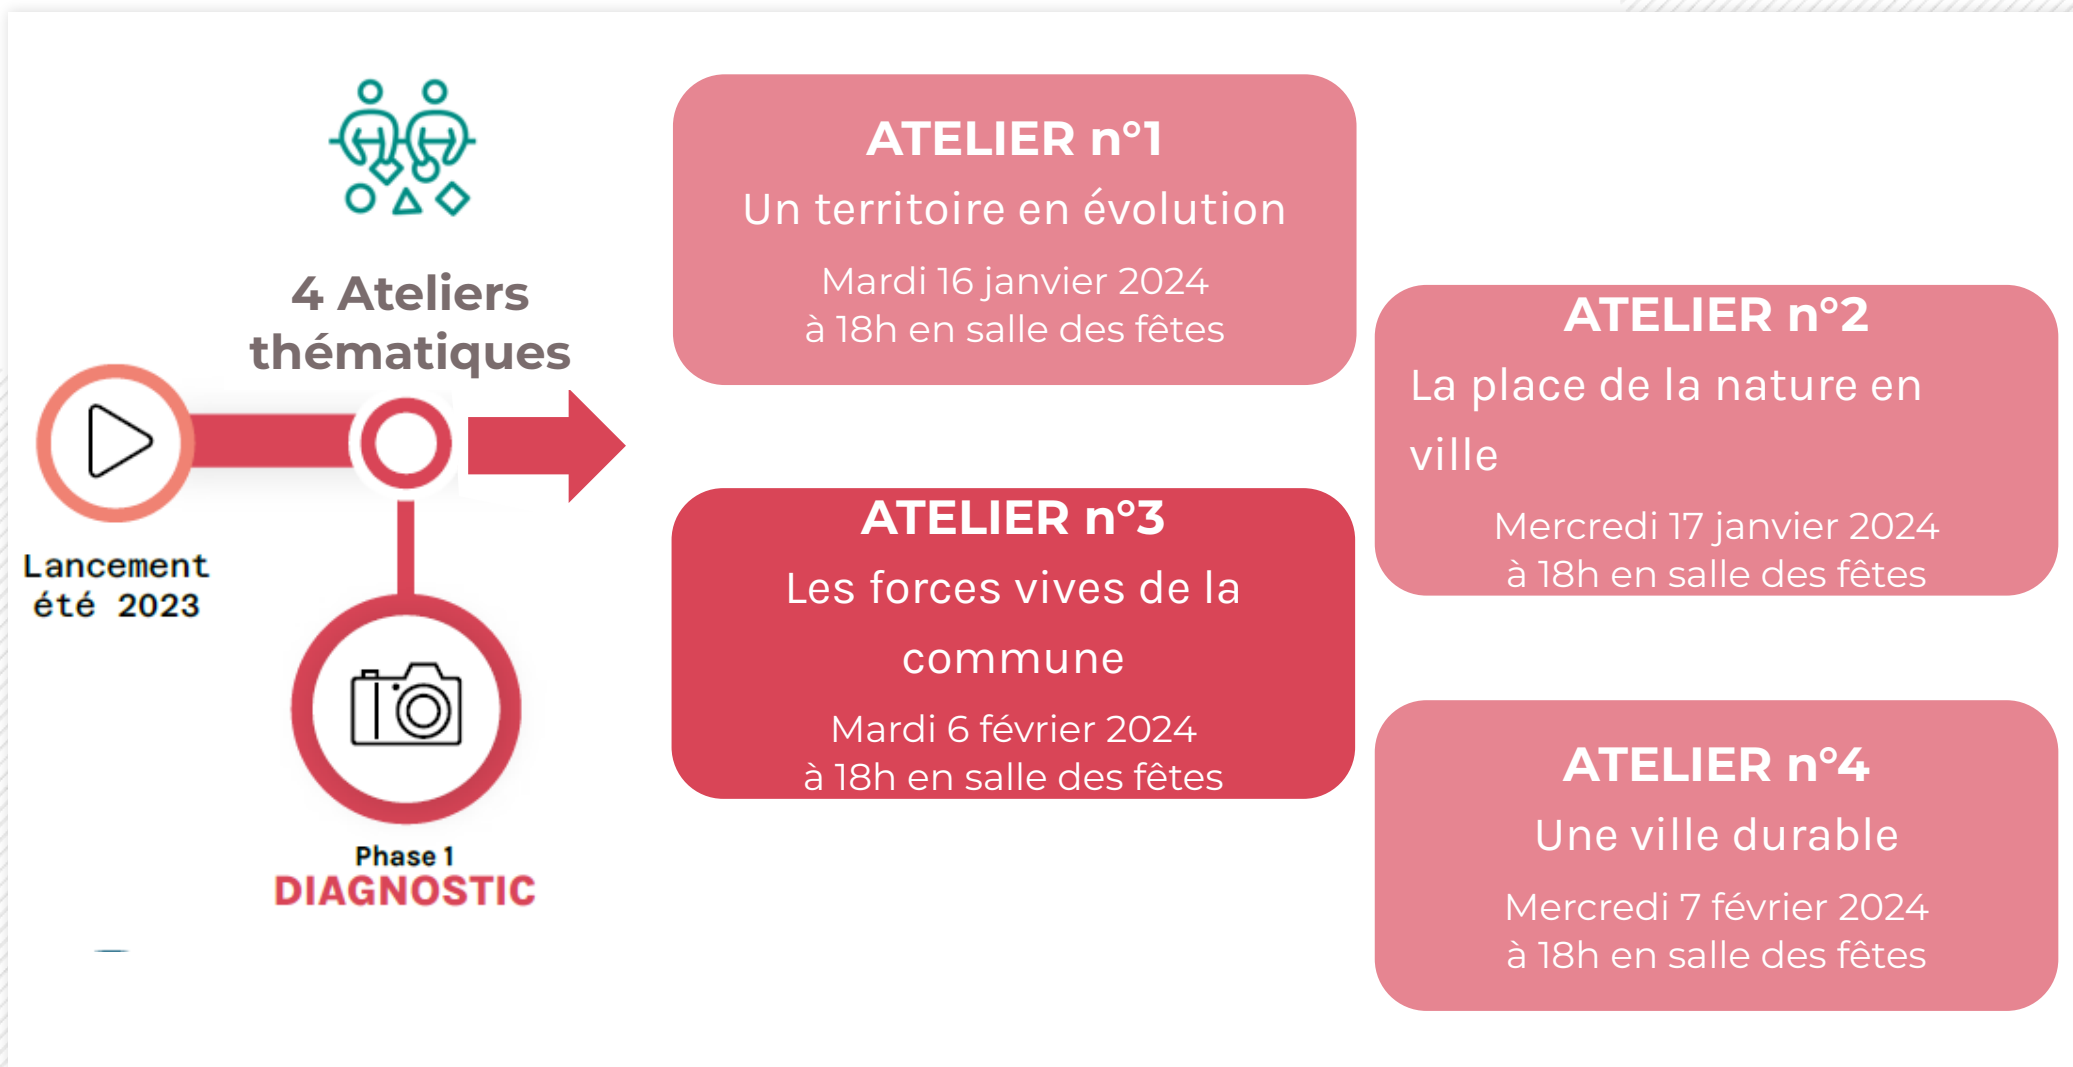 4 Ateliers
thématiques
Lancement
été 2023
Phase 1
DIAGNOSTIC
ATELIER n°1
Un territoire en évolution
Mardi 16 janvier 2024
à 18h en salle des fêtes
ATELIER n°2
La place de la nature en
ville
Mercredi 17 janvier 2024
à 18h en salle des fêtes
ATELIER n°3
Les forces vives de la
commune
Mardi 6 février 2024
à 18h en salle des fêtes
ATELIER n°4
Une ville durable
Mercredi 7 février 2024
à 18h en salle des fêtes